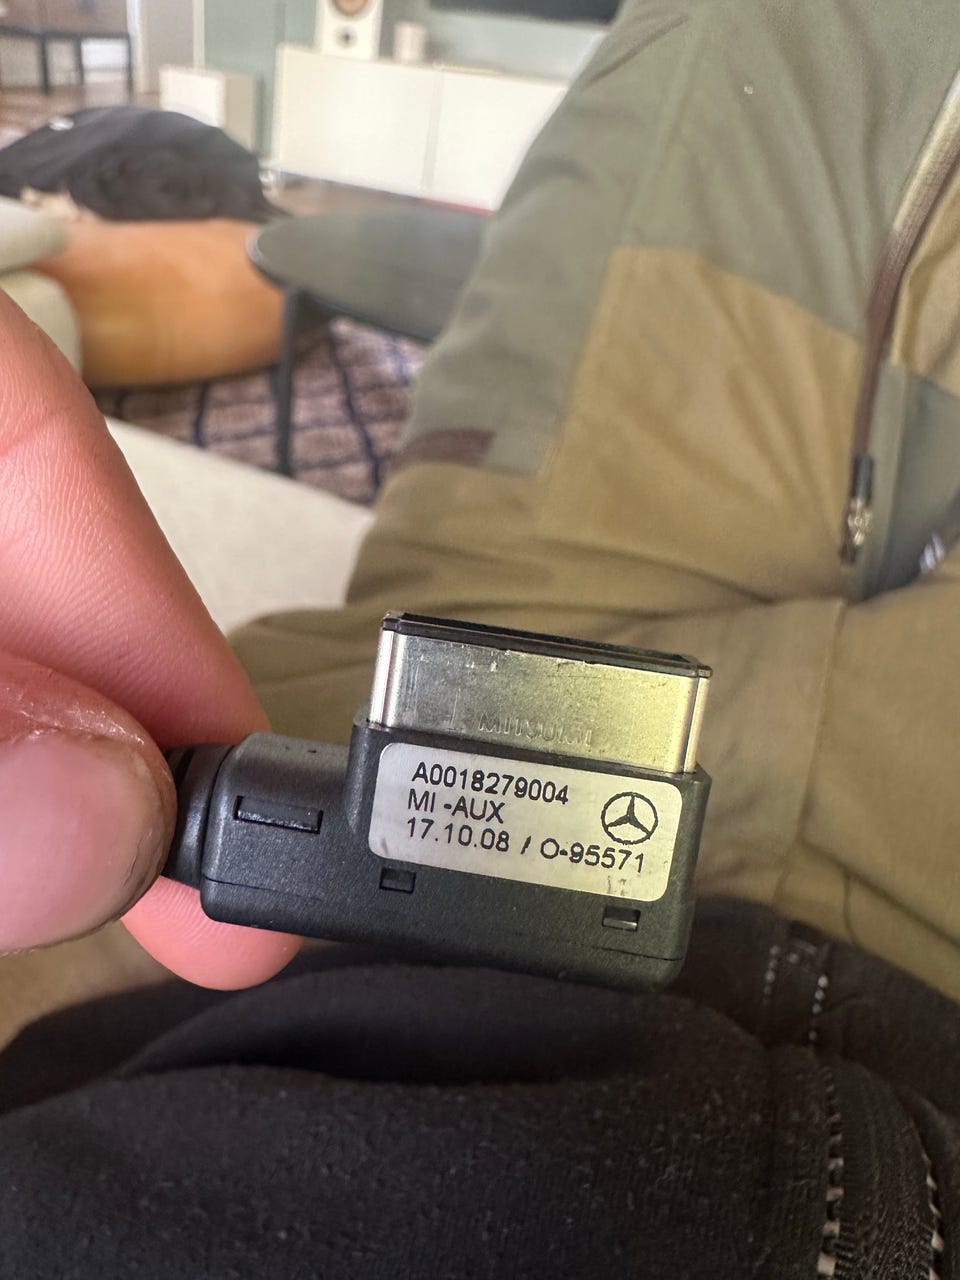 MITSUMI
A0018279004
MI-AUX
17.10.08 / O-95571